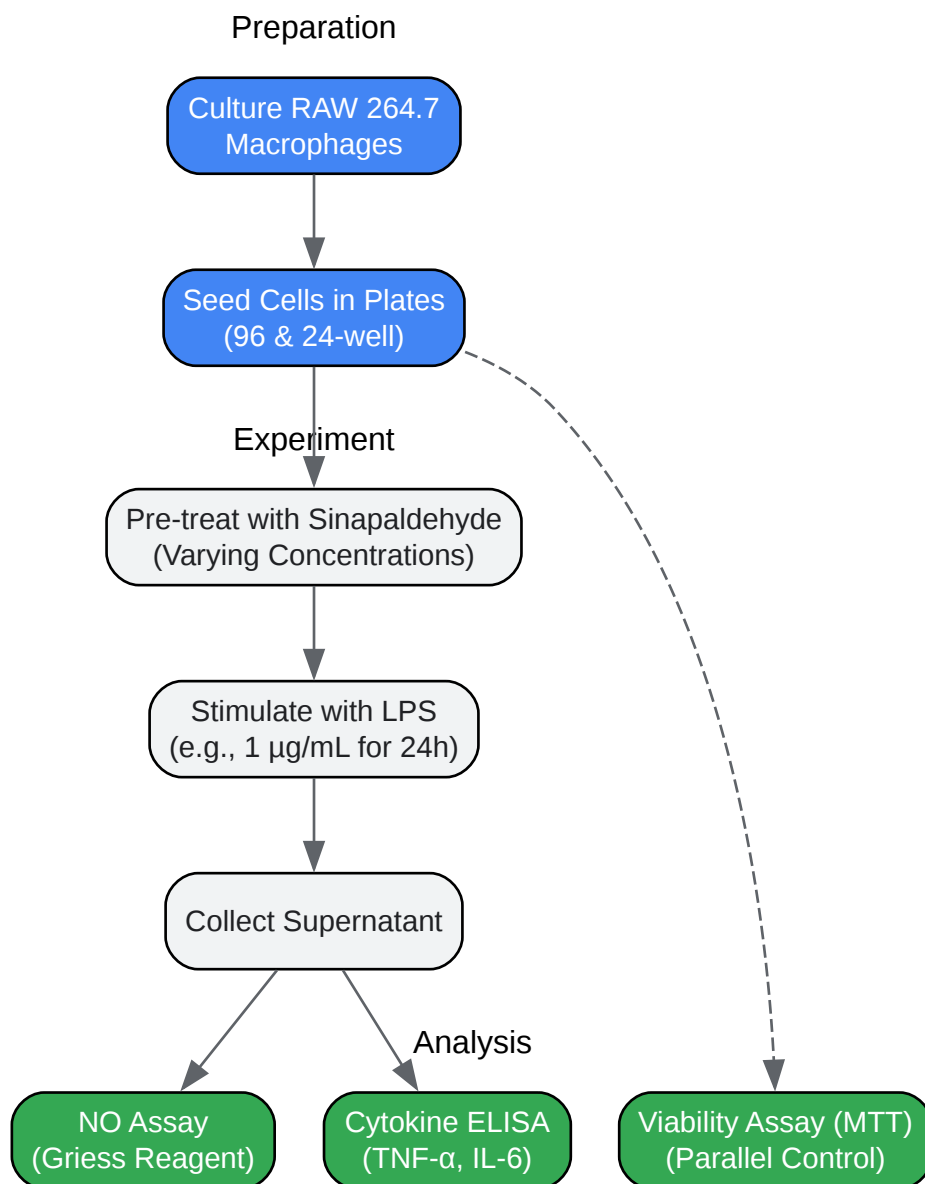 Preparation
Culture RAW 264.7
Macrophages
Seed Cells in Plates
(96 & 24-well)
Experiment
Pre-treat with Sinapaldehyde
(Varying Concentrations)
Stimulate with LPS
(e.g., 1 µg/mL for 24h)
Collect Supernatant
Analysis
NO Assay
(Griess Reagent)
Cytokine ELISA
(TNF-α, IL-6)
Viability Assay (MTT)
(Parallel Control)